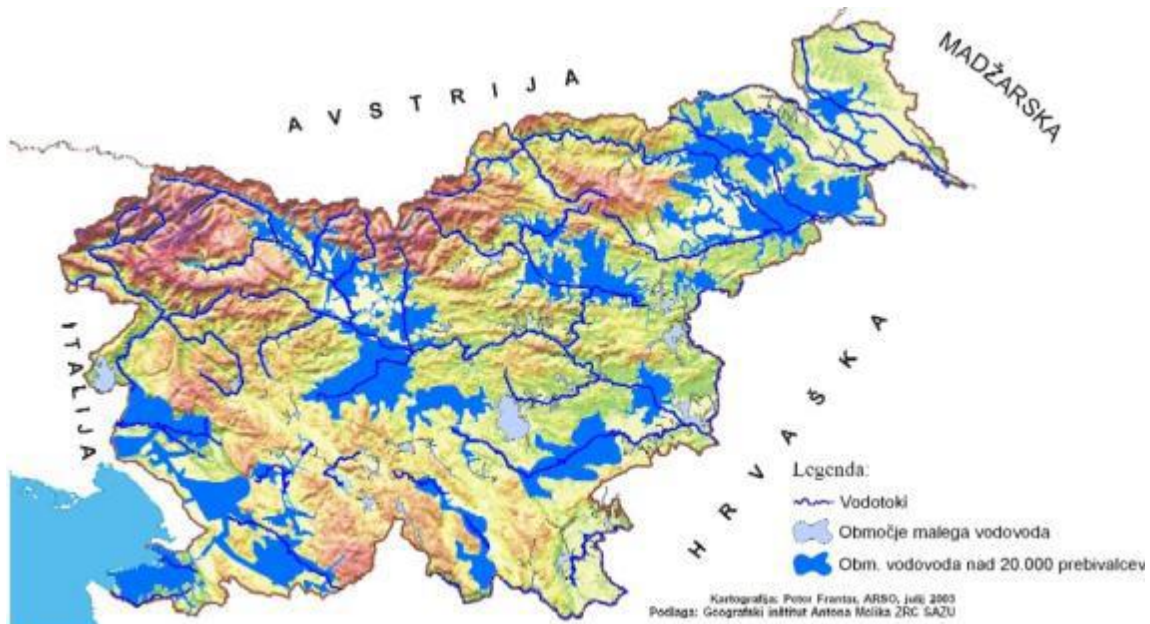 AVSTRIJA
MADŽARSKA
ITALIJA
HRVAŠKA
Legenda:
Vodotoki
Območje malega vodovoda
Obm. vodovoda nad 20.000 prebivalcev
Kartografija: Peter Frantar, ARSO, julij 2003
Podlaga: Geografski inštitut Antona Melika ZRC SAZU